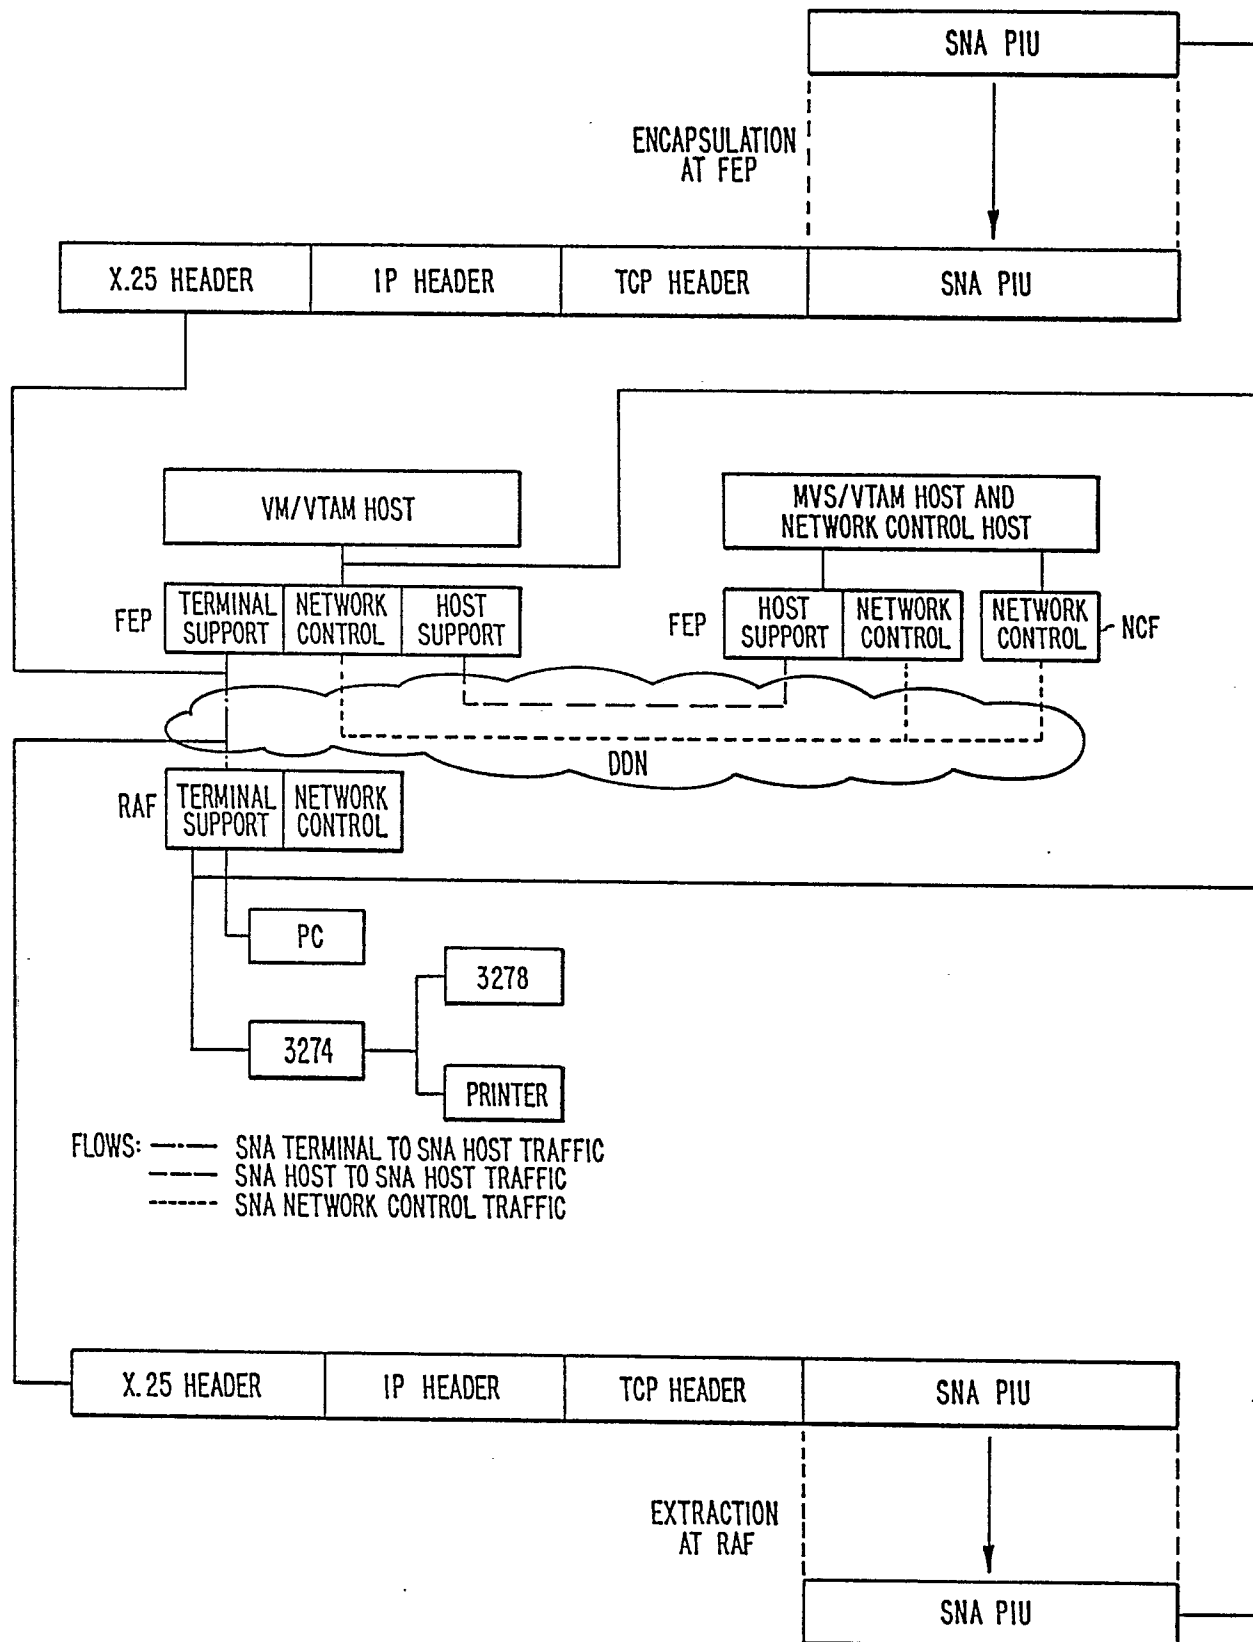 SNA PIU
ENCAPSULATION
AT FEP
X.25 HEADER
IP HEADER
TCP HEADER
SNA PIU
VM/VTAM HOST
MVS/VTAM HOST AND
NETWORK CONTROL HOST
FEP
TERMINAL
SUPPORT
NETWORK
CONTROL
HOST
SUPPORT
FEP
HOST
SUPPORT
NETWORK
CONTROL
NETWORK
CONTROL
NCF
DDN
RAF
TERMINAL
SUPPORT
NETWORK
CONTROL
PC
3278
3274
PRINTER
FLOWS: SNA TERMINAL TO SNA HOST TRAFFIC
SNA HOST TO SNA HOST TRAFFIC
SNA NETWORK CONTROL TRAFFIC
X.25 HEADER
IP HEADER
TCP HEADER
SNA PIU
EXTRACTION
AT RAF
SNA PIU